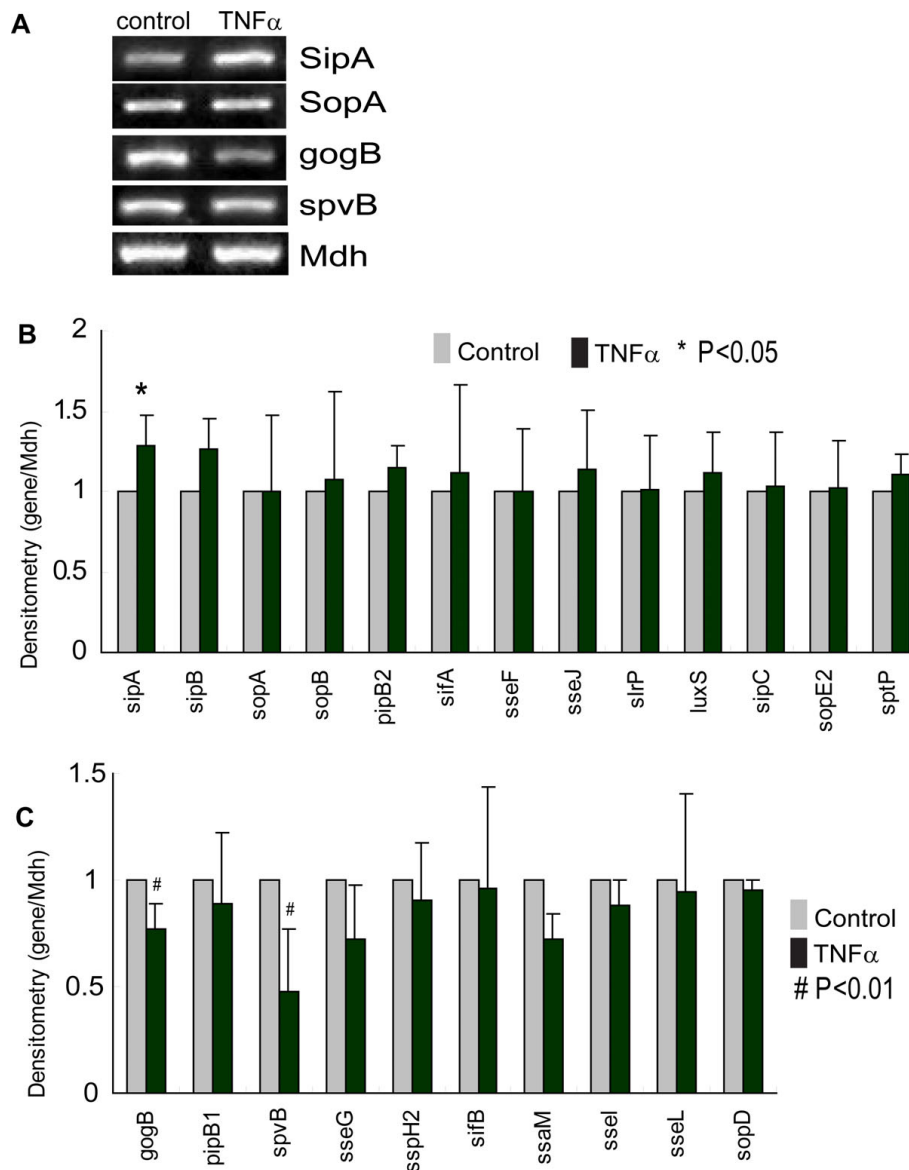 A
control TNFα
SipA
SopA
gogB
spvB
Mdh
B
Densitometry (gene/Mdh)
2
1.5
1
0.5
0
Control TNFα * P<0.05
*
sipA sipB sopA sopB pipB2 sifA sseF sseJ slrP luxS sipC sopE2 sptP
C
Densitometry (gene/Mdh)
1.5
1
0.5
0
# #
Control
TNFα
# P<0.01
gogB pipB1 spvB sseG sspH2 sifB ssaM sseI sseL sopD